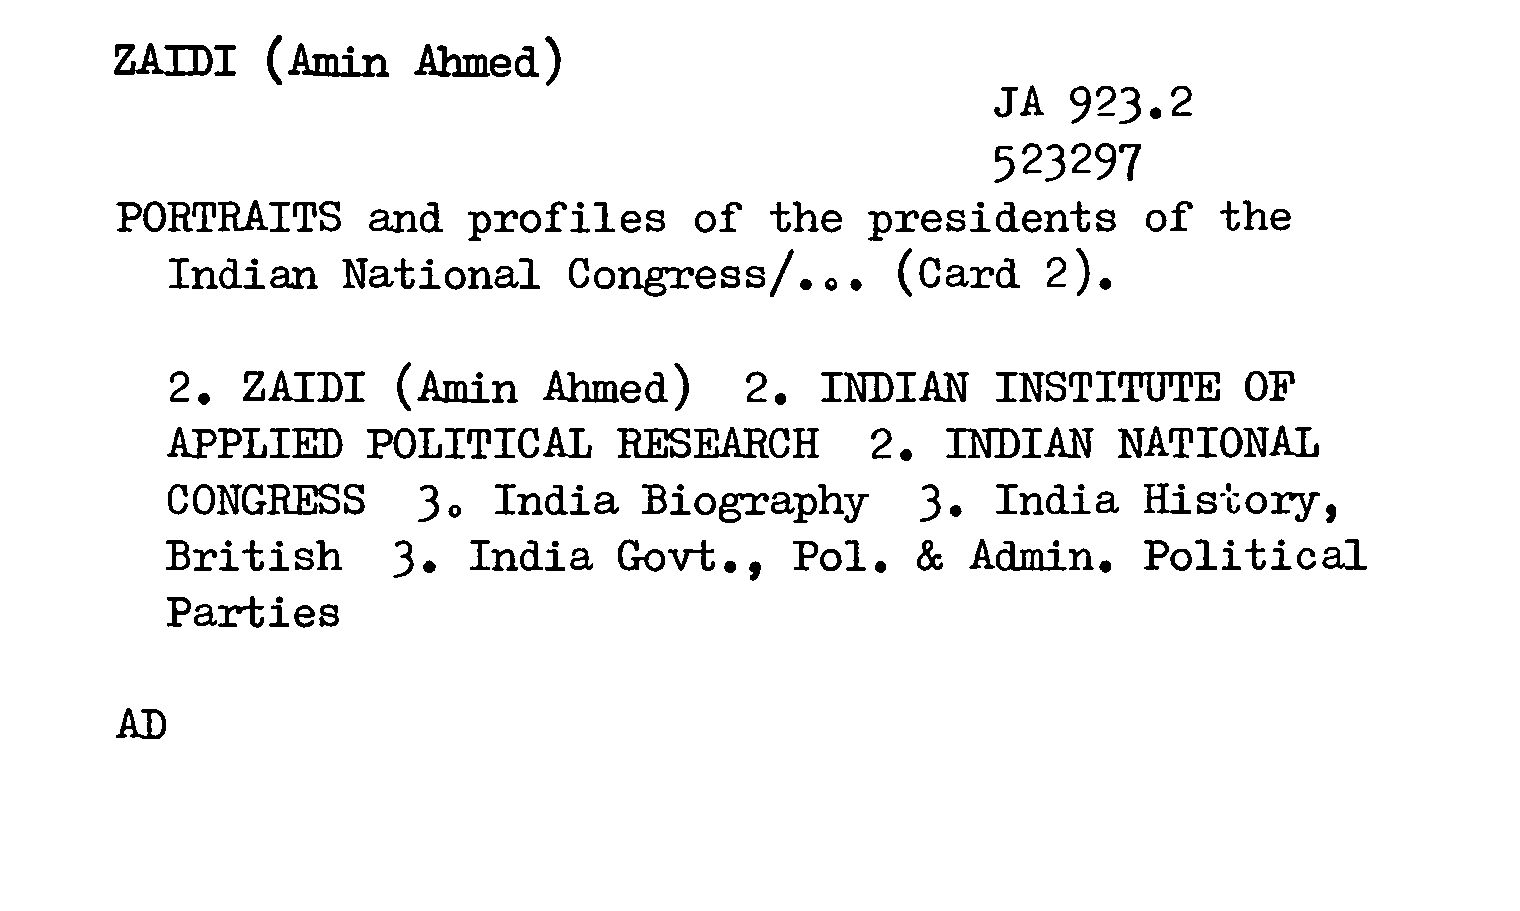 ZAIDI (Amin Ahmed)
JA 923.2
523297
PORTRAITS and profiles of the presidents of the
Indian National Congress/... (Card 2).
2. ZAIDI (Amin Ahmed) 2. INDIAN INSTITUTE OF
APPLIED POLITICAL RESEARCH 2. INDIAN NATIONAL
CONGRESS 3. India Biography 3. India History,
British 3. India Govt., Pol. & Admin. Political
Parties
AD